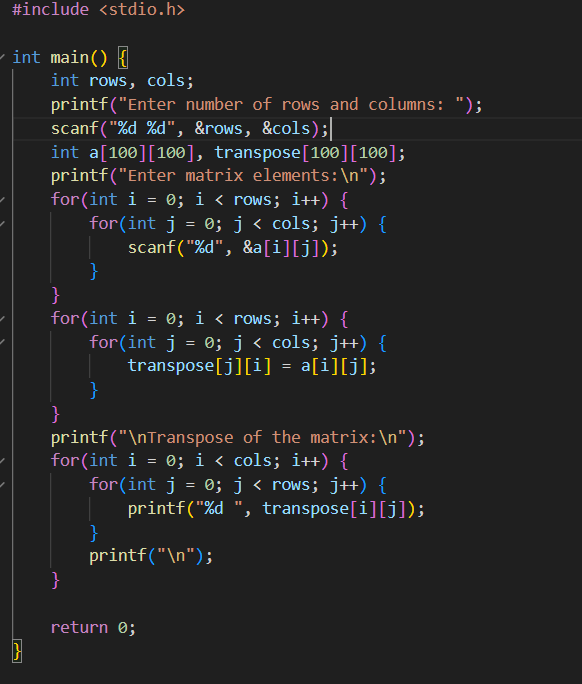 #include <stdio.h>
int main() {
    int rows, cols;
    printf("Enter number of rows and columns: ");
    scanf("%d %d", &rows, &cols);
    int a[100][100], transpose[100][100];
    printf("Enter matrix elements:\n");
    for(int i = 0; i < rows; i++) {
        for(int j = 0; j < cols; j++) {
            scanf("%d", &a[i][j]);
        }
    }
    for(int i = 0; i < rows; i++) {
        for(int j = 0; j < cols; j++) {
            transpose[j][i] = a[i][j];
        }
    }
    printf("\nTranspose of the matrix:\n");
    for(int i = 0; i < cols; i++) {
        for(int j = 0; j < rows; j++) {
            printf("%d ", transpose[i][j]);
        }
        printf("\n");
    }
    return 0;
}